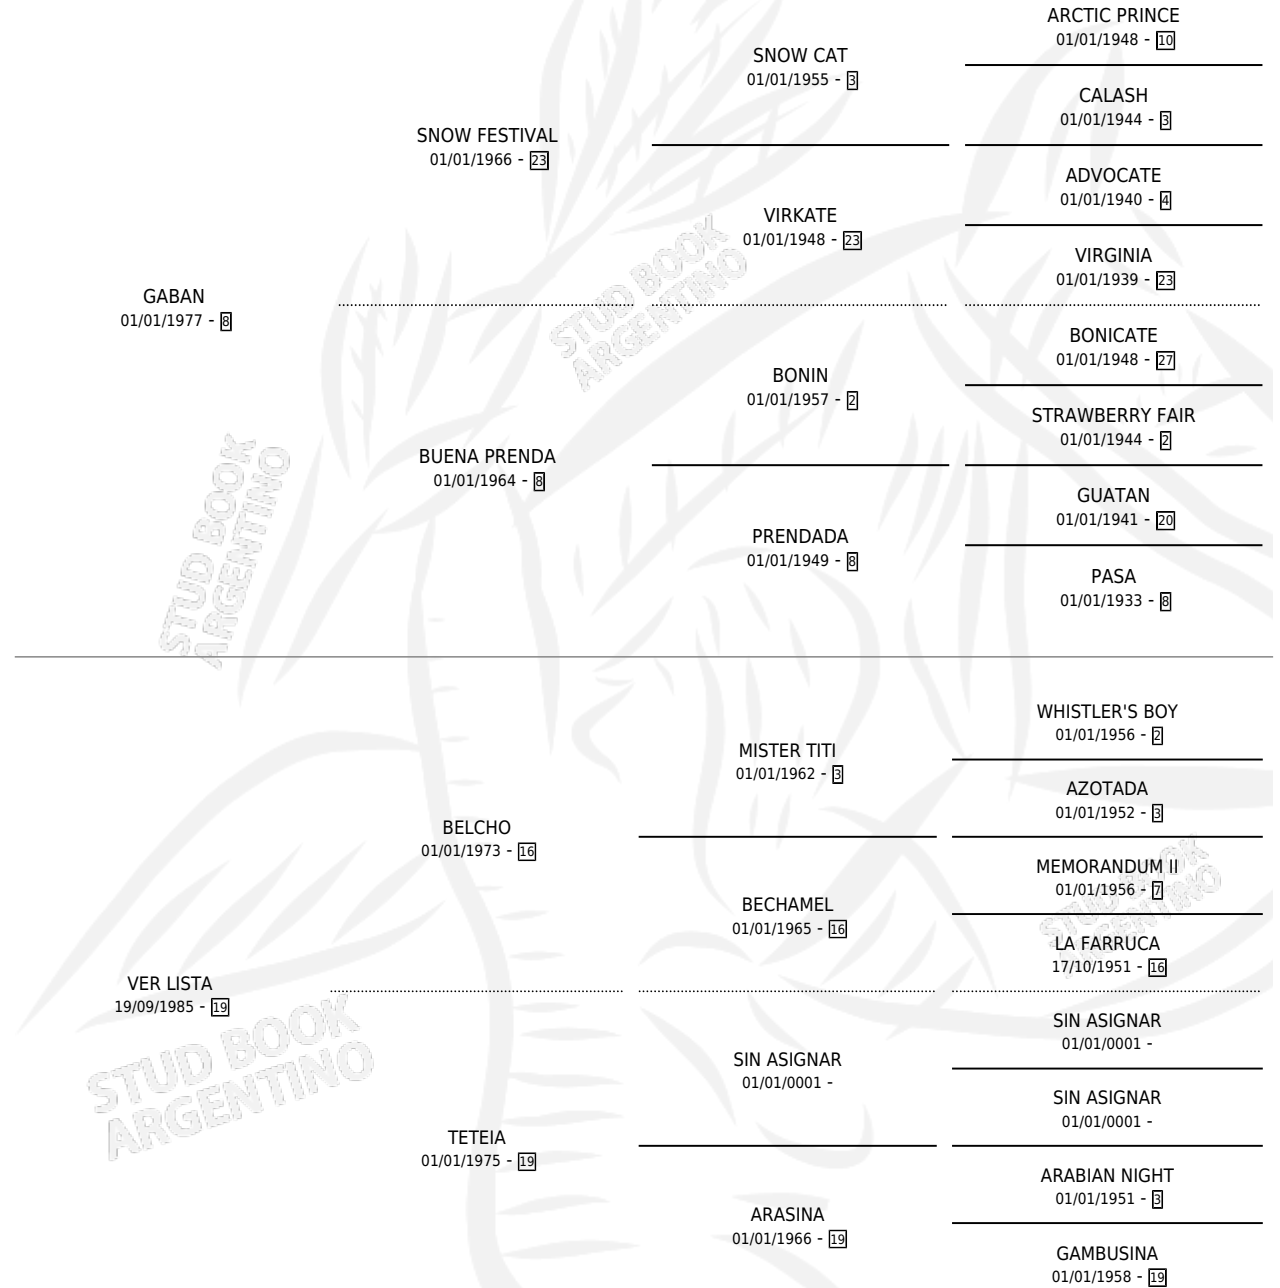 ARCTIC PRINCE
01/01/1948 - 10
SNOW CAT
01/01/1955 - 3
CALASH
01/01/1944 - 3
SNOW FESTIVAL
01/01/1966 - 23
ADVOCATE
01/01/1940 - 4
VIRKATE
01/01/1948 - 23
VIRGINIA
01/01/1939 - 23
GABAN
01/01/1977 - 8
BONICATE
01/01/1948 - 27
BONIN
01/01/1957 - 2
STRAWBERRY FAIR
01/01/1944 - 2
BUENA PRENDA
01/01/1964 - 8
GUATAN
01/01/1941 - 20
PRENDADA
01/01/1949 - 8
PASA
01/01/1933 - 8
STUD BOOK
ARGENTINO
STUD BOOK
ARGENTINO
WHISTLER'S BOY
01/01/1956 - 2
MISTER TITI
01/01/1962 - 3
AZOTADA
01/01/1952 - 3
BELCHO
01/01/1973 - 16
MEMORANDUM II
01/01/1956 - 7
BECHAMEL
01/01/1965 - 16
LA FARRUCA
17/10/1951 - 16
STUD BOOK
ARGENTINO
VER LISTA
19/09/1985 - 19
SIN ASIGNAR
01/01/0001 -
SIN ASIGNAR
01/01/0001 -
SIN ASIGNAR
01/01/0001 -
STUD BOOK
ARGENTINO
TETEIA
01/01/1975 - 19
ARABIAN NIGHT
01/01/1951 - 3
ARASINA
01/01/1966 - 19
GAMBUSINA
01/01/1958 - 19